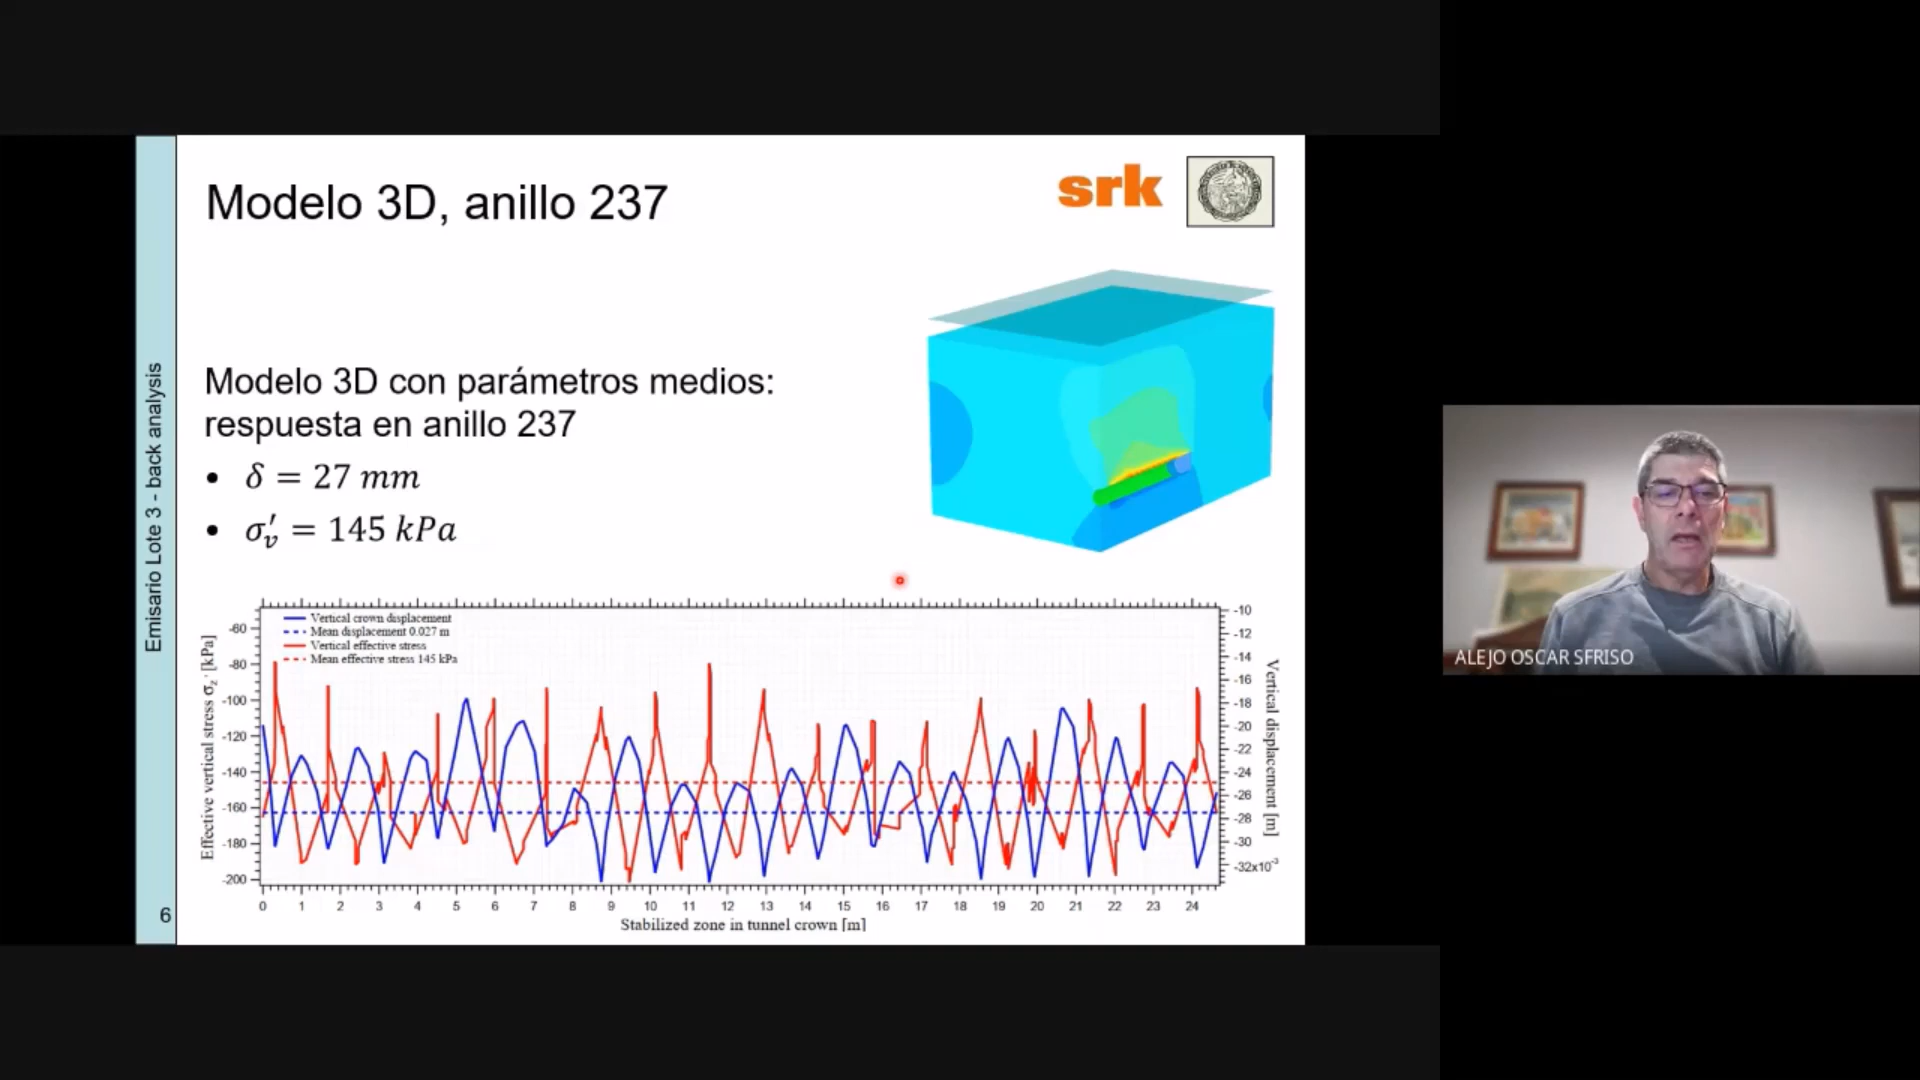 Modelo 3D, anillo 237
srk
Modelo 3D con parámetros medios:
respuesta en anillo 237
• δ = 27 mm
• σ′v = 145 kPa
Emisario Lote 3 - back analysis
6
Vertical crown displacement
Mean displacement 0.027 m
Vertical effective stress
Mean effective stress 145 kPa
Effective vertical stress σz' [kPa]
-60
-80
-100
-120
-140
-160
-180
-200
-10
-12
-14
-16
-18
-20
-22
-24
-26
-28
-30
-32x10⁻³
Vertical displacement [m]
0 1 2 3 4 5 6 7 8 9 10 11 12 13 14 15 16 17 18 19 20 21 22 23 24
Stabilized zone in tunnel crown [m]
ALEJO OSCAR SFRISO